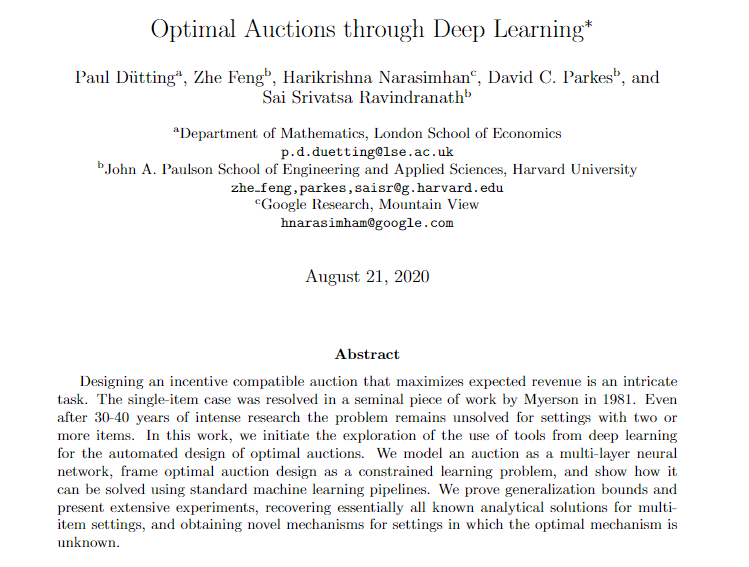 Optimal Auctions through Deep Learning*
Paul Düttingᵃ, Zhe Fengᵇ, Harikrishna Narasimhanᶜ, David C. Parkesᵇ, and
Sai Srivatsa Ravindranathᵇ
ᵃDepartment of Mathematics, London School of Economics
p.d.duetting@lse.ac.uk
ᵇJohn A. Paulson School of Engineering and Applied Sciences, Harvard University
zhe_feng,parkes,saisr@g.harvard.edu
ᶜGoogle Research, Mountain View
hnarasimham@google.com
August 21, 2020
Abstract
Designing an incentive compatible auction that maximizes expected revenue is an intricate
task. The single-item case was resolved in a seminal piece of work by Myerson in 1981. Even
after 30-40 years of intense research the problem remains unsolved for settings with two or
more items. In this work, we initiate the exploration of the use of tools from deep learning
for the automated design of optimal auctions. We model an auction as a multi-layer neural
network, frame optimal auction design as a constrained learning problem, and show how it
can be solved using standard machine learning pipelines. We prove generalization bounds and
present extensive experiments, recovering essentially all known analytical solutions for multi-
item settings, and obtaining novel mechanisms for settings in which the optimal mechanism is
unknown.